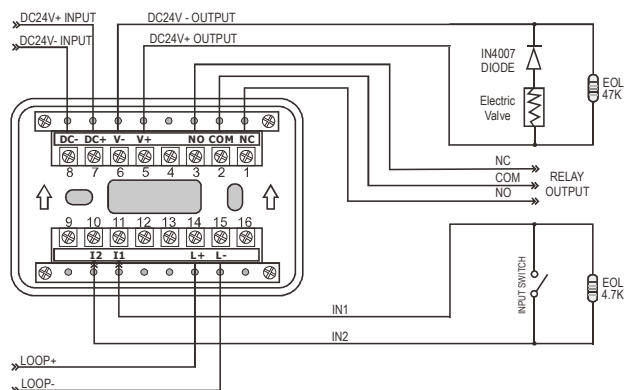 DC24V+ INPUT
DC24V - OUTPUT
DC24V- INPUT
DC24V+ OUTPUT
IN4007
DIODE
EOL
47K
Electric
Valve
DC- DC+ V- V+ NO COM NC
8 7 6 5 4 3 2 1
NC
COM
NO
RELAY
OUTPUT
9 10 11 12 13 14 15 16
I2 I1 L+ L-
INPUT SWITCH
EOL
4.7K
IN1
IN2
LOOP+
LOOP-